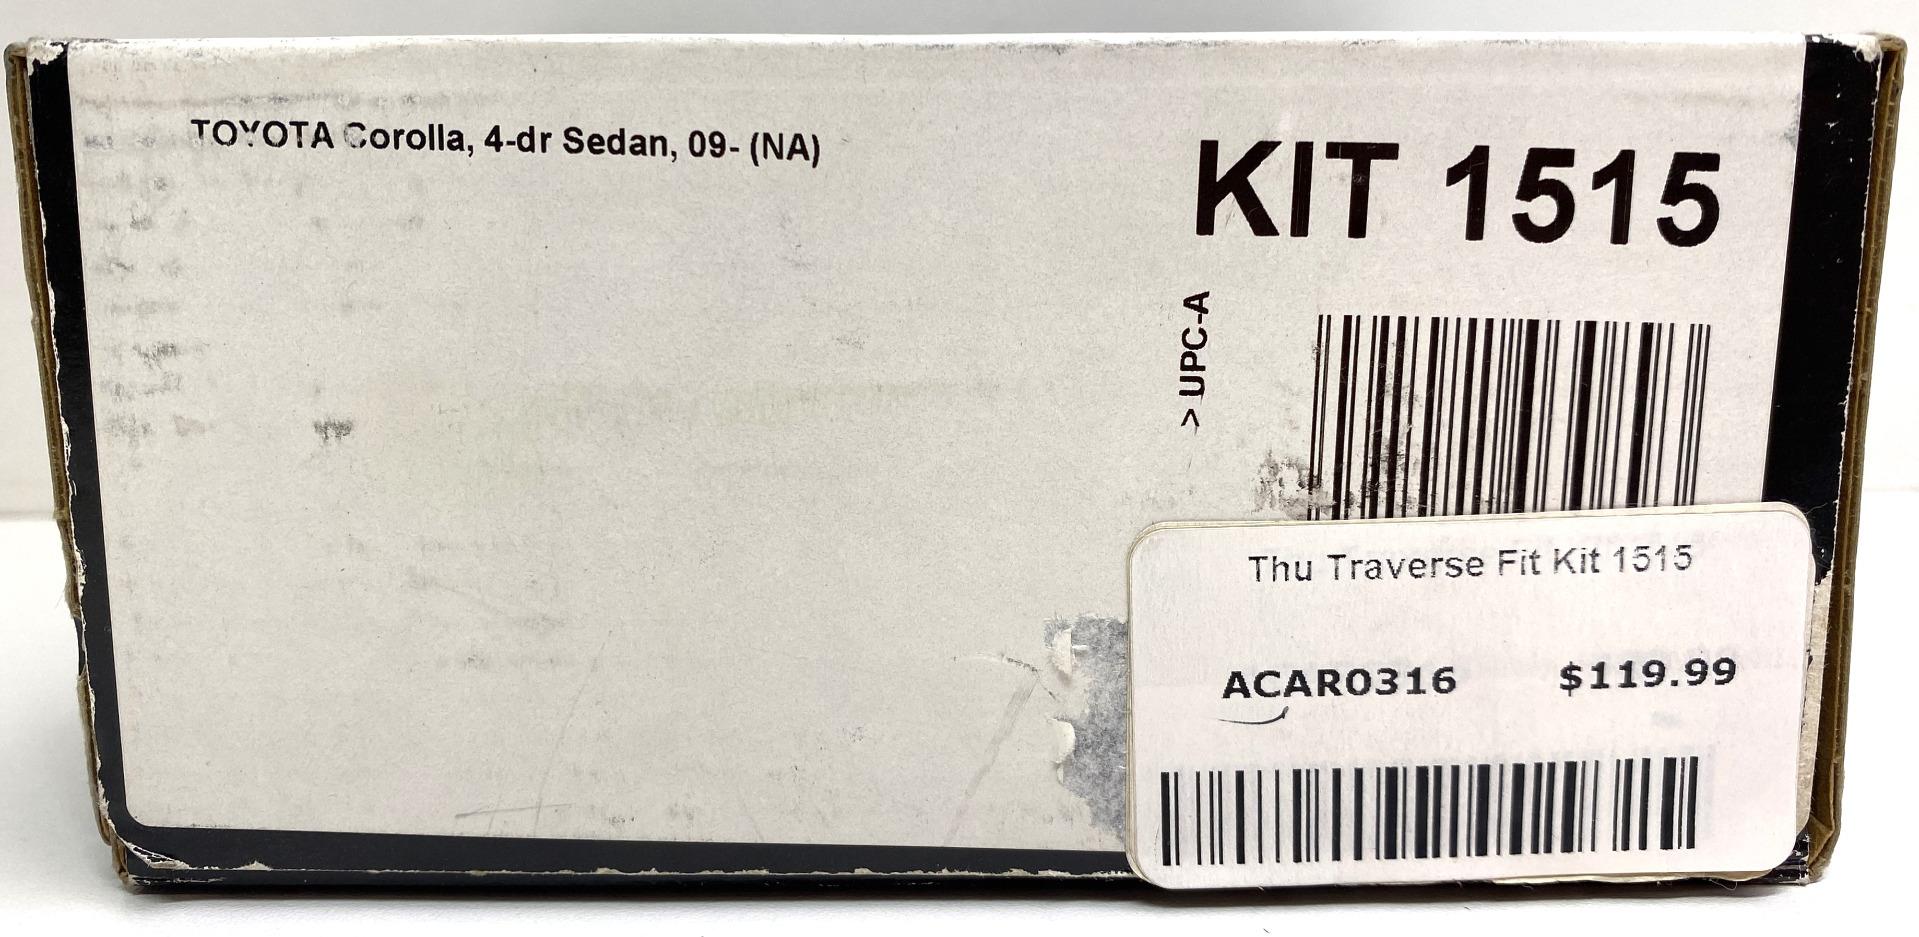 TOYOTA Corolla, 4-dr Sedan, 09- (NA)
KIT 1515
> UPC-A
Thu Traverse Fit Kit 1515
ACAR0316 $119.99